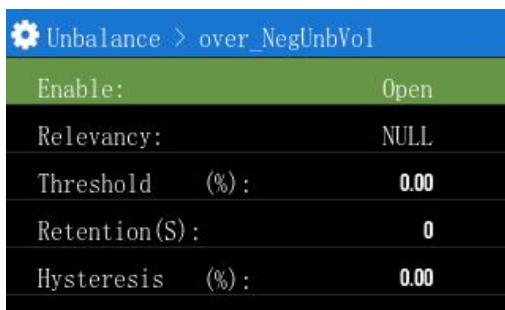 Unbalance > over_NegUnbVol
Enable: Open
Relevancy: NULL
Threshold (%): 0.00
Retention(S): 0
Hysteresis (%): 0.00